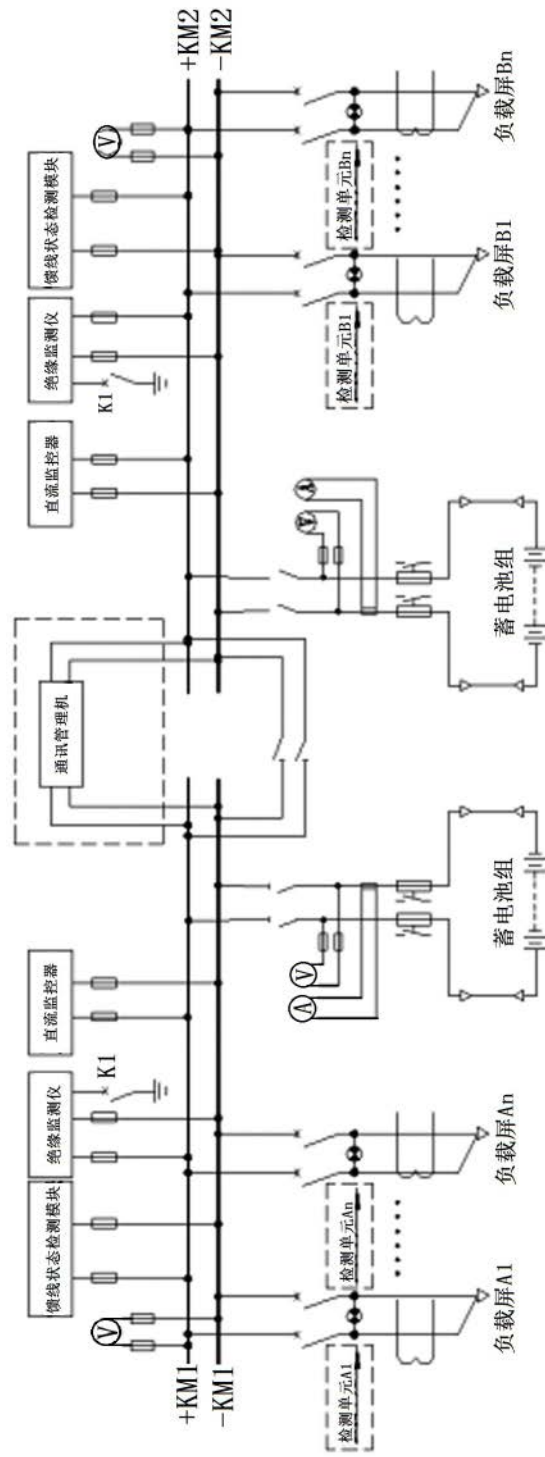 +KM1
-KM1
+KM2
-KM2
V
馈线状态检测模块
绝缘监测仪
K1
直流监控器
通讯管理机
直流监控器
绝缘监测仪
K1
馈线状态检测模块
V
检测单元A1
负载屏A1
检测单元An
负载屏An
A
V
蓄电池组
V
A
蓄电池组
检测单元B1
负载屏B1
检测单元Bn
负载屏Bn